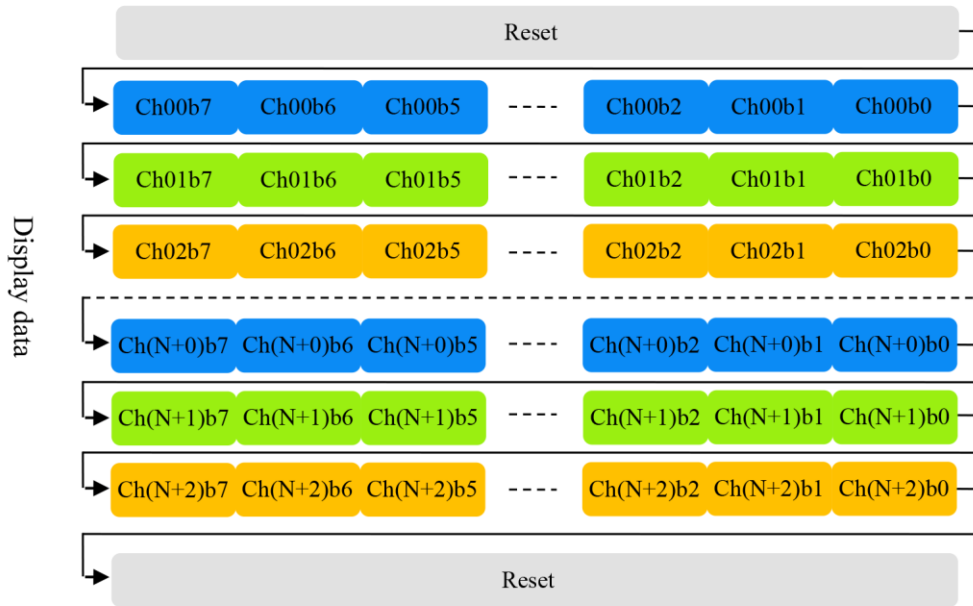 Reset
Ch00b7 Ch00b6 Ch00b5 ---- Ch00b2 Ch00b1 Ch00b0
Ch01b7 Ch01b6 Ch01b5 ---- Ch01b2 Ch01b1 Ch01b0
Ch02b7 Ch02b6 Ch02b5 ---- Ch02b2 Ch02b1 Ch02b0
Display data
Ch(N+0)b7 Ch(N+0)b6 Ch(N+0)b5 ---- Ch(N+0)b2 Ch(N+0)b1 Ch(N+0)b0
Ch(N+1)b7 Ch(N+1)b6 Ch(N+1)b5 ---- Ch(N+1)b2 Ch(N+1)b1 Ch(N+1)b0
Ch(N+2)b7 Ch(N+2)b6 Ch(N+2)b5 ---- Ch(N+2)b2 Ch(N+2)b1 Ch(N+2)b0
Reset